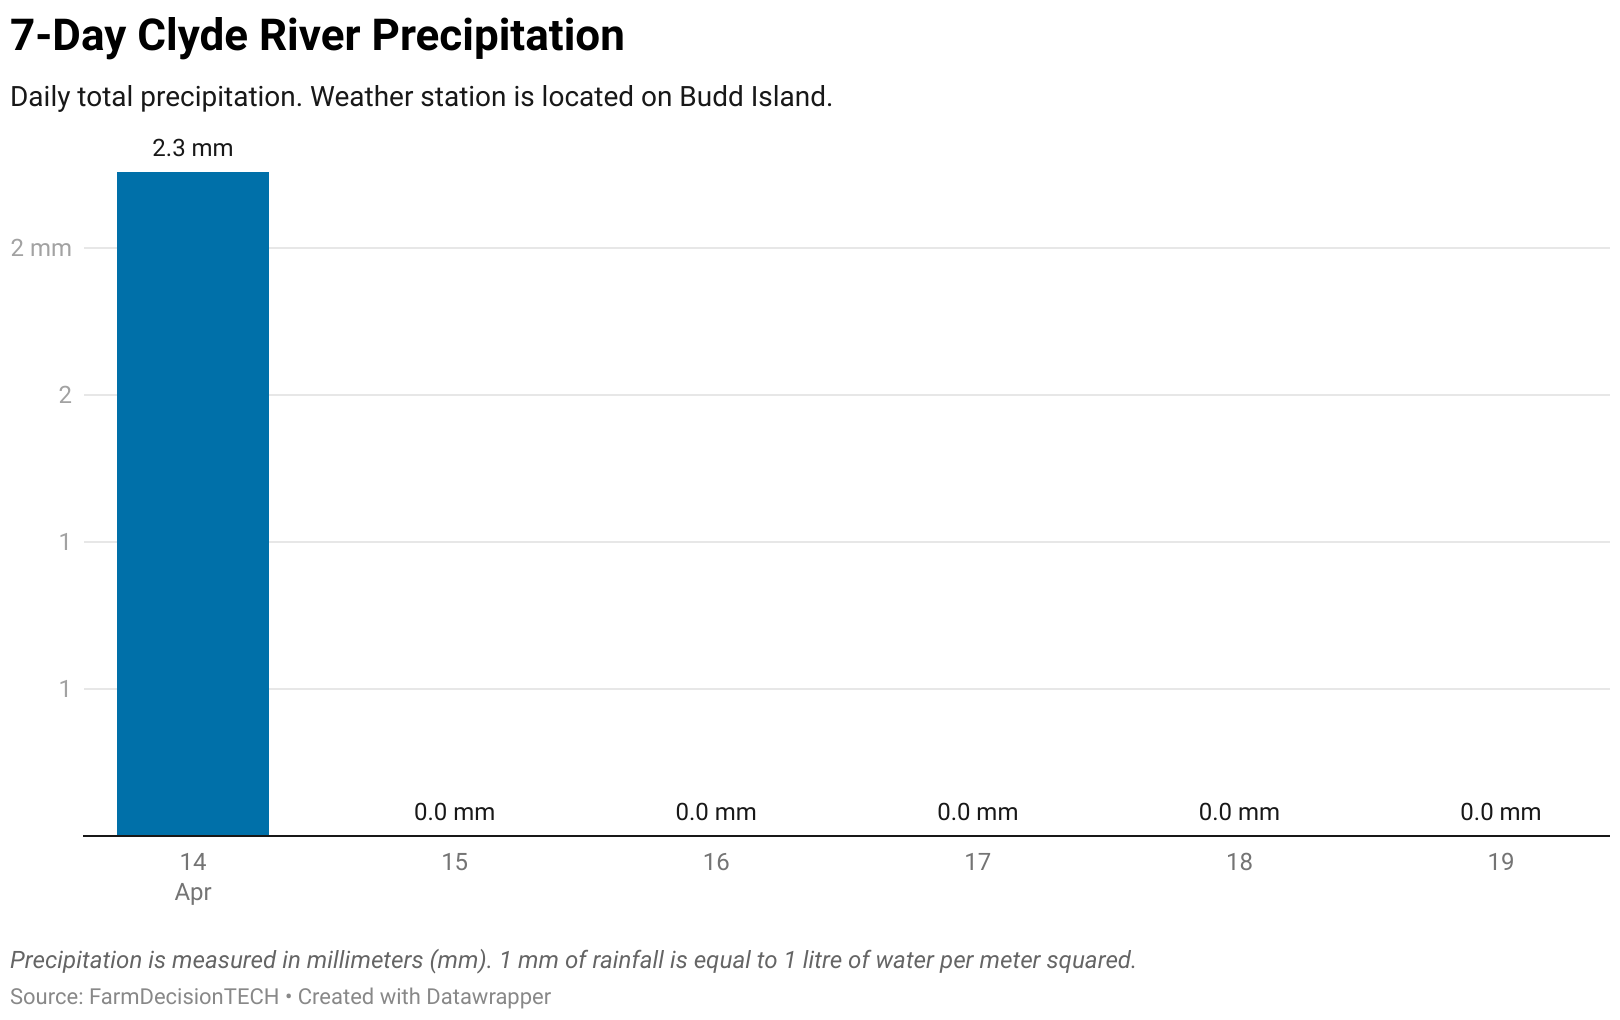 7-Day Clyde River Precipitation
Daily total precipitation. Weather station is located on Budd Island.
2.3 mm
2 mm
2
1
1
0.0 mm 0.0 mm 0.0 mm 0.0 mm 0.0 mm
14 15 16 17 18 19
Apr
Precipitation is measured in millimeters (mm). 1 mm of rainfall is equal to 1 litre of water per meter squared.
Source: FarmDecisionTECH • Created with Datawrapper